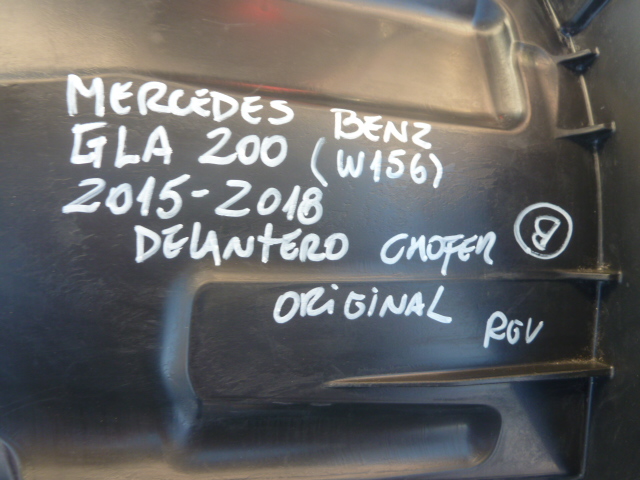 MERCEDES BENZ
GLA 200 (W156)
2015-2018
DELANTERO CHOFER B
ORIGINAL
RGV